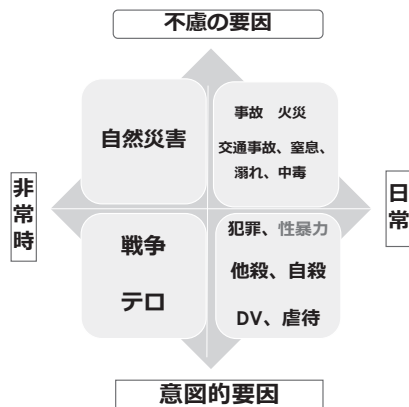 不慮の要因
自然災害
事故 火災
交通事故、窒息、
溺れ、中毒
非常時
日常
戦争
テロ
犯罪、性暴力
他殺、自殺
DV、虐待
意図的要因